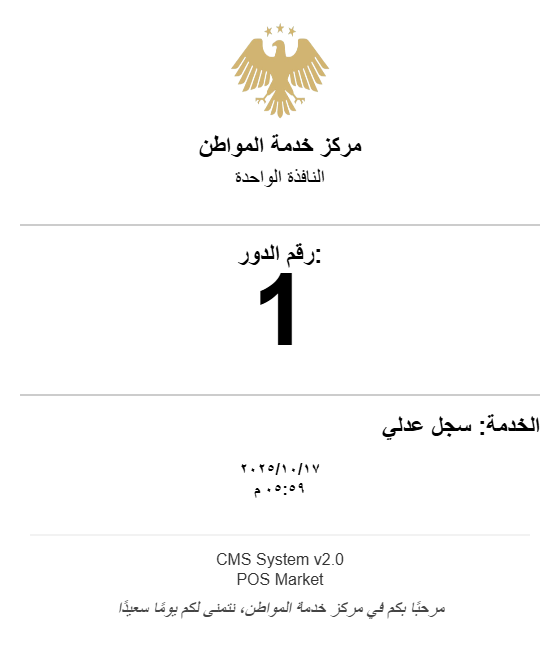 مركز خدمة المواطن
النافذة الواحدة
رقم الدور:
1
الخدمة: سجل عدلي
٢٠٢٥/١٠/١٧
٠٥:٥٩ م
CMS System v2.0
POS Market
مرحبًا بكم في مركز خدمة المواطن، نتمنى لكم يومًا سعيدًا